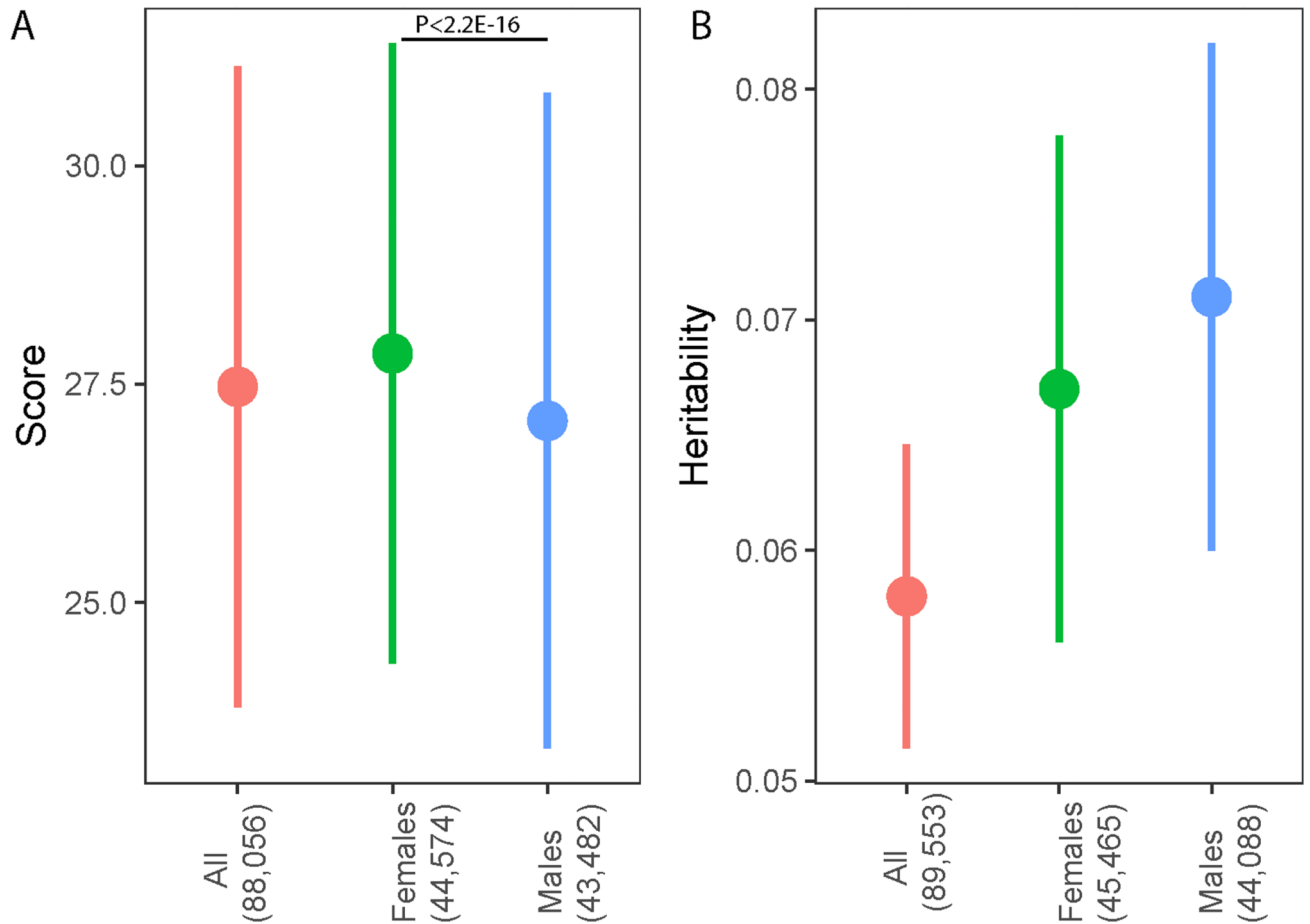 A
P<2.2E-16
Score
30.0
27.5
25.0
All
(88,056)
Females
(44,574)
Males
(43,482)
B
Heritability
0.08
0.07
0.06
0.05
All
(89,553)
Females
(45,465)
Males
(44,088)